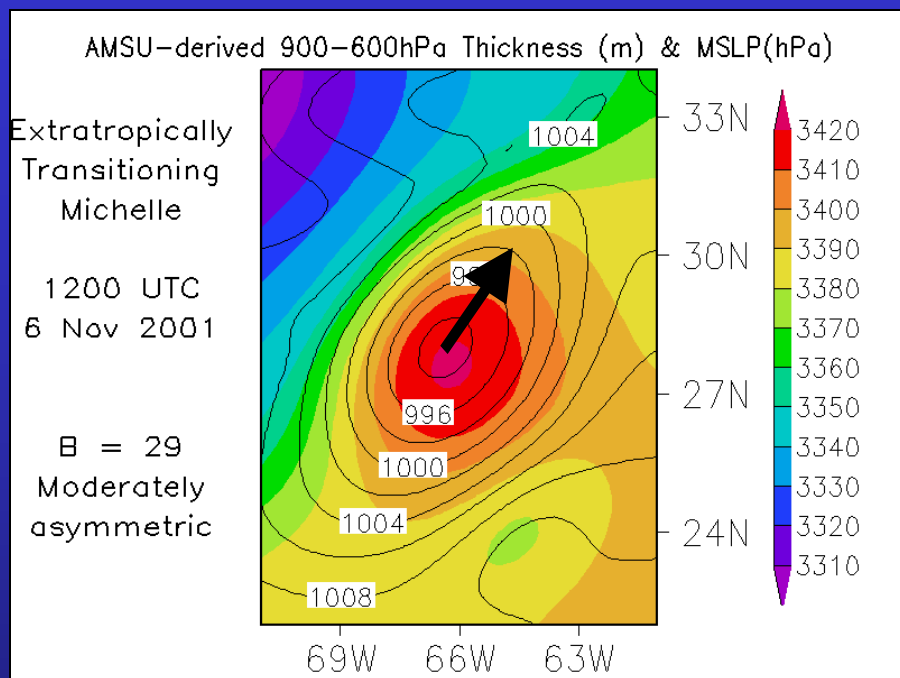 AMSU-derived 900-600hPa Thickness (m) & MSLP(hPa)
Extratropically
Transitioning
Michelle
1200 UTC
6 Nov 2001
B = 29
Moderately
asymmetric
1004
1000
996
1000
1004
1008
33N
30N
27N
24N
69W 66W 63W
3420
3410
3400
3390
3380
3370
3360
3350
3340
3330
3320
3310